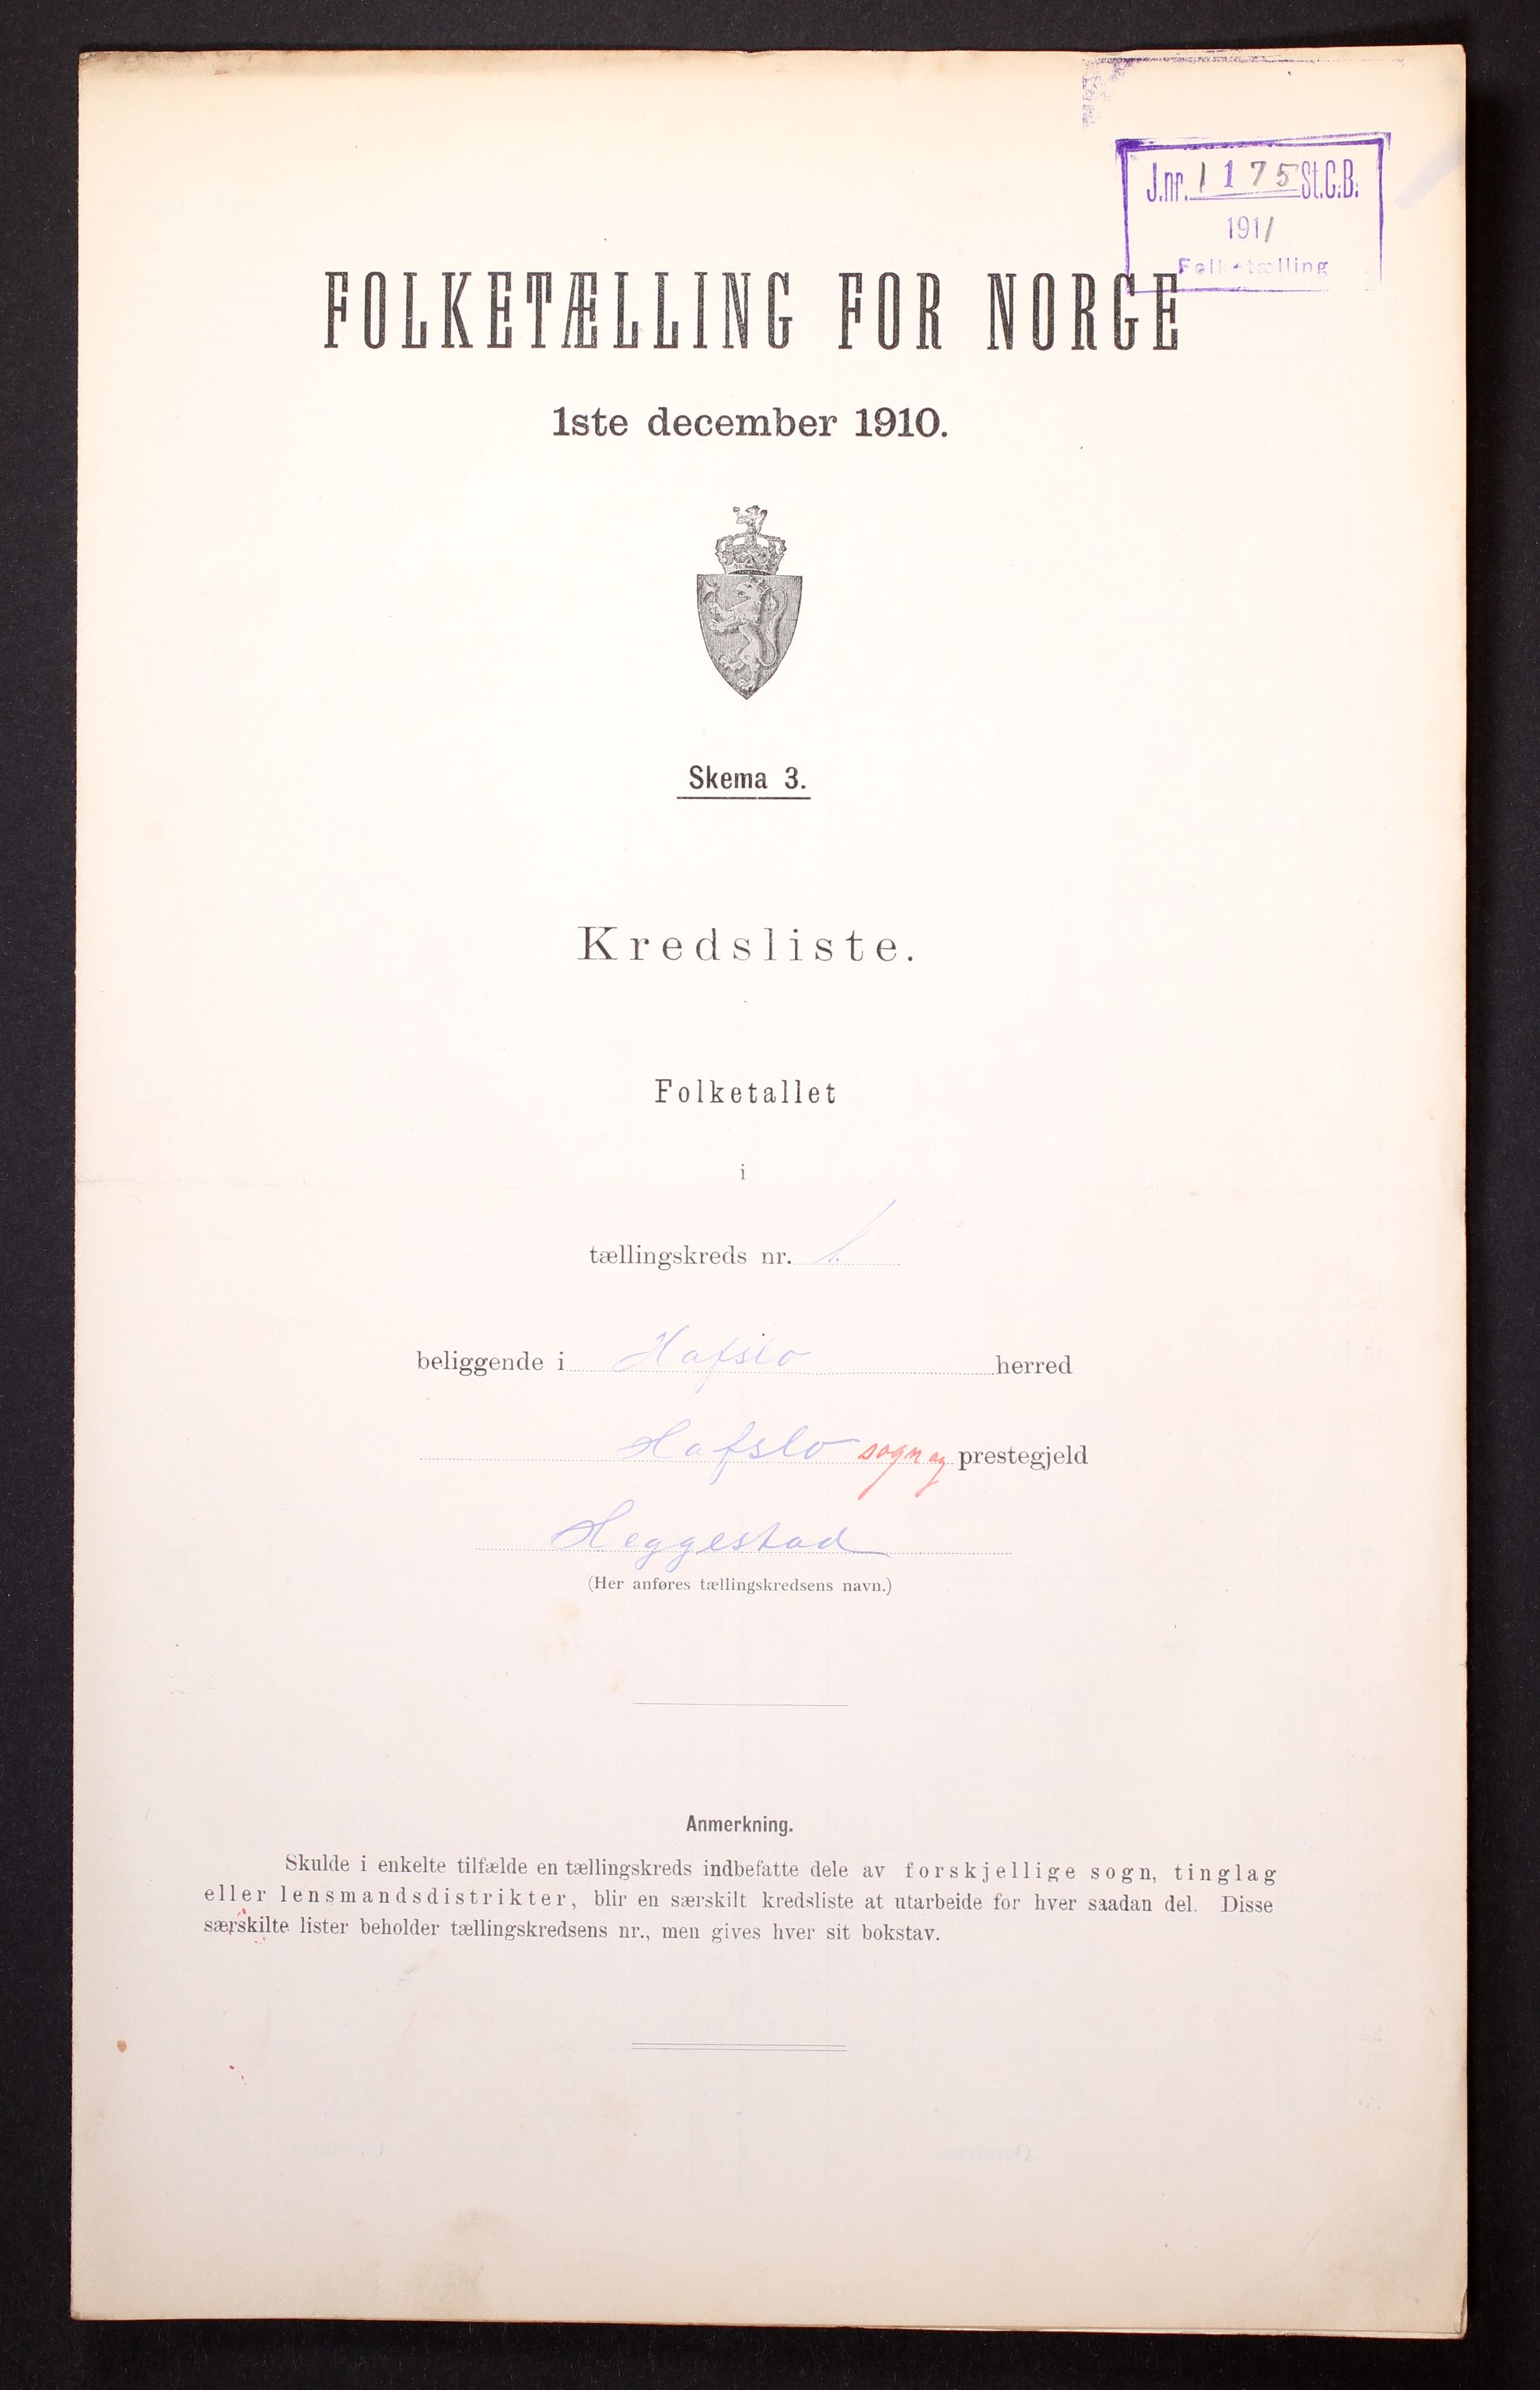 J.nr. 1175 St.C.B.
1911
Folketælling
FOLKETÆLLING FOR NORGE
1ste december 1910.
Skema 3.
Kredsliste.
Folketallet
i
tællingskreds nr.
beliggende i Hafslo herred
Hafslo sogn og prestegjeld
Heggestad
(Her anføres tællingskredsens navn.)
Anmerkning.
Skulde i enkelte tilfælde en tællingskreds indbefatte dele av forskjellige sogn, tinglag
eller lensmandsdistrikter, blir en særskilt kredsliste at utarbeide for hver saadan del. Disse
særskilte lister beholder tællingskredsens nr., men gives hver sit bokstav.